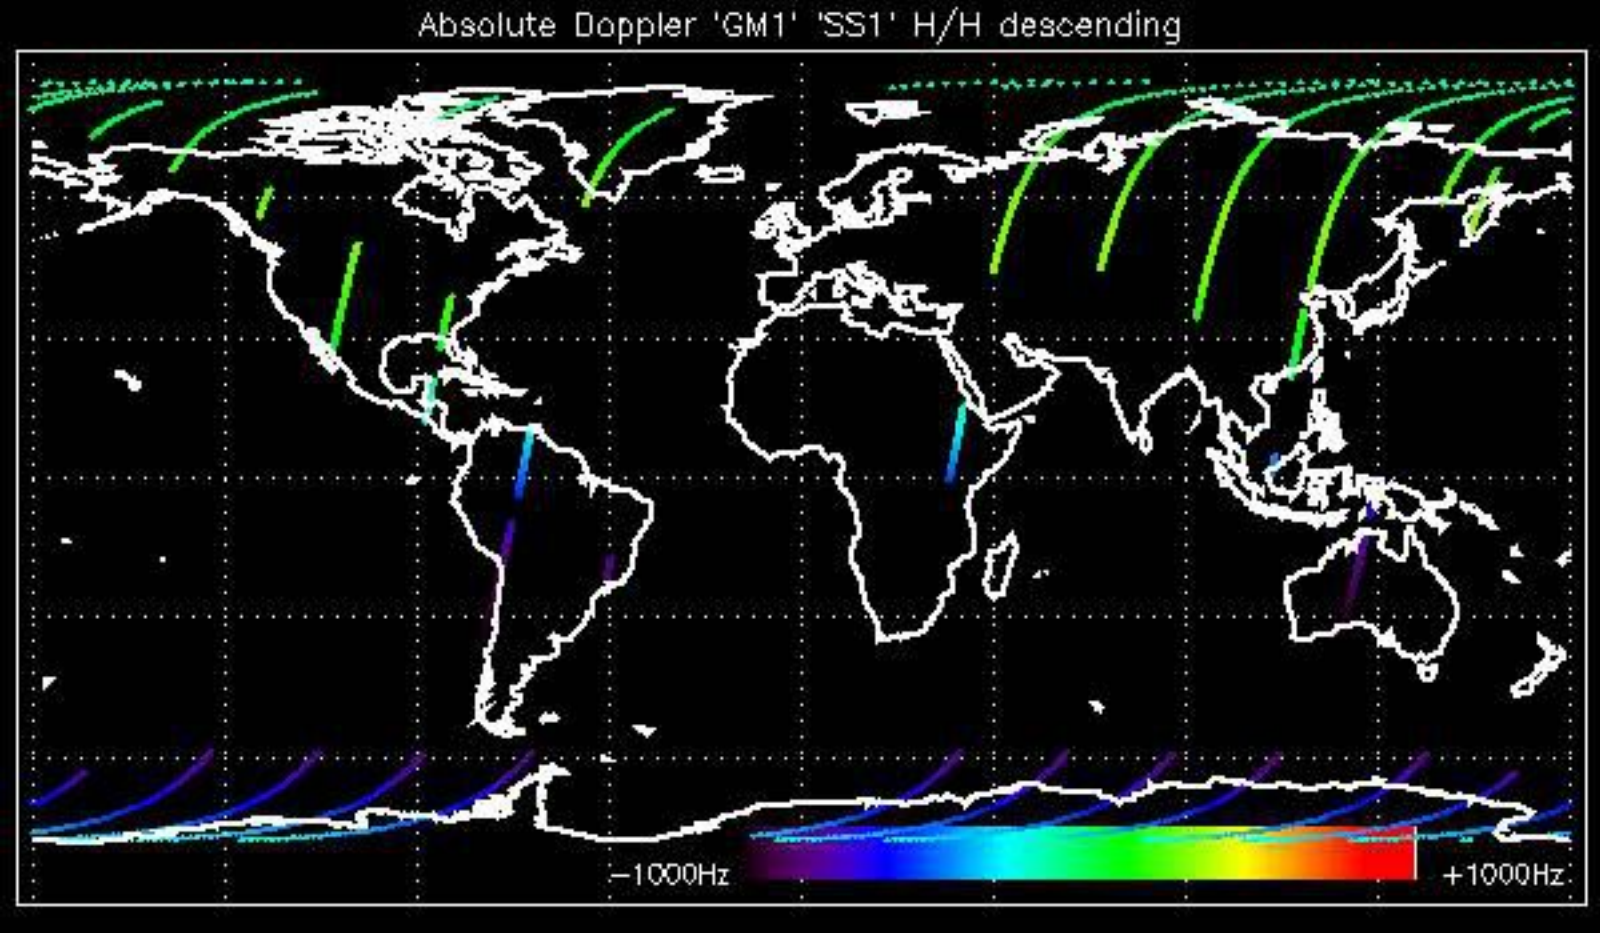 Absolute Doppler 'GM1' 'SS1' H/H descending
−1000Hz
+1000Hz